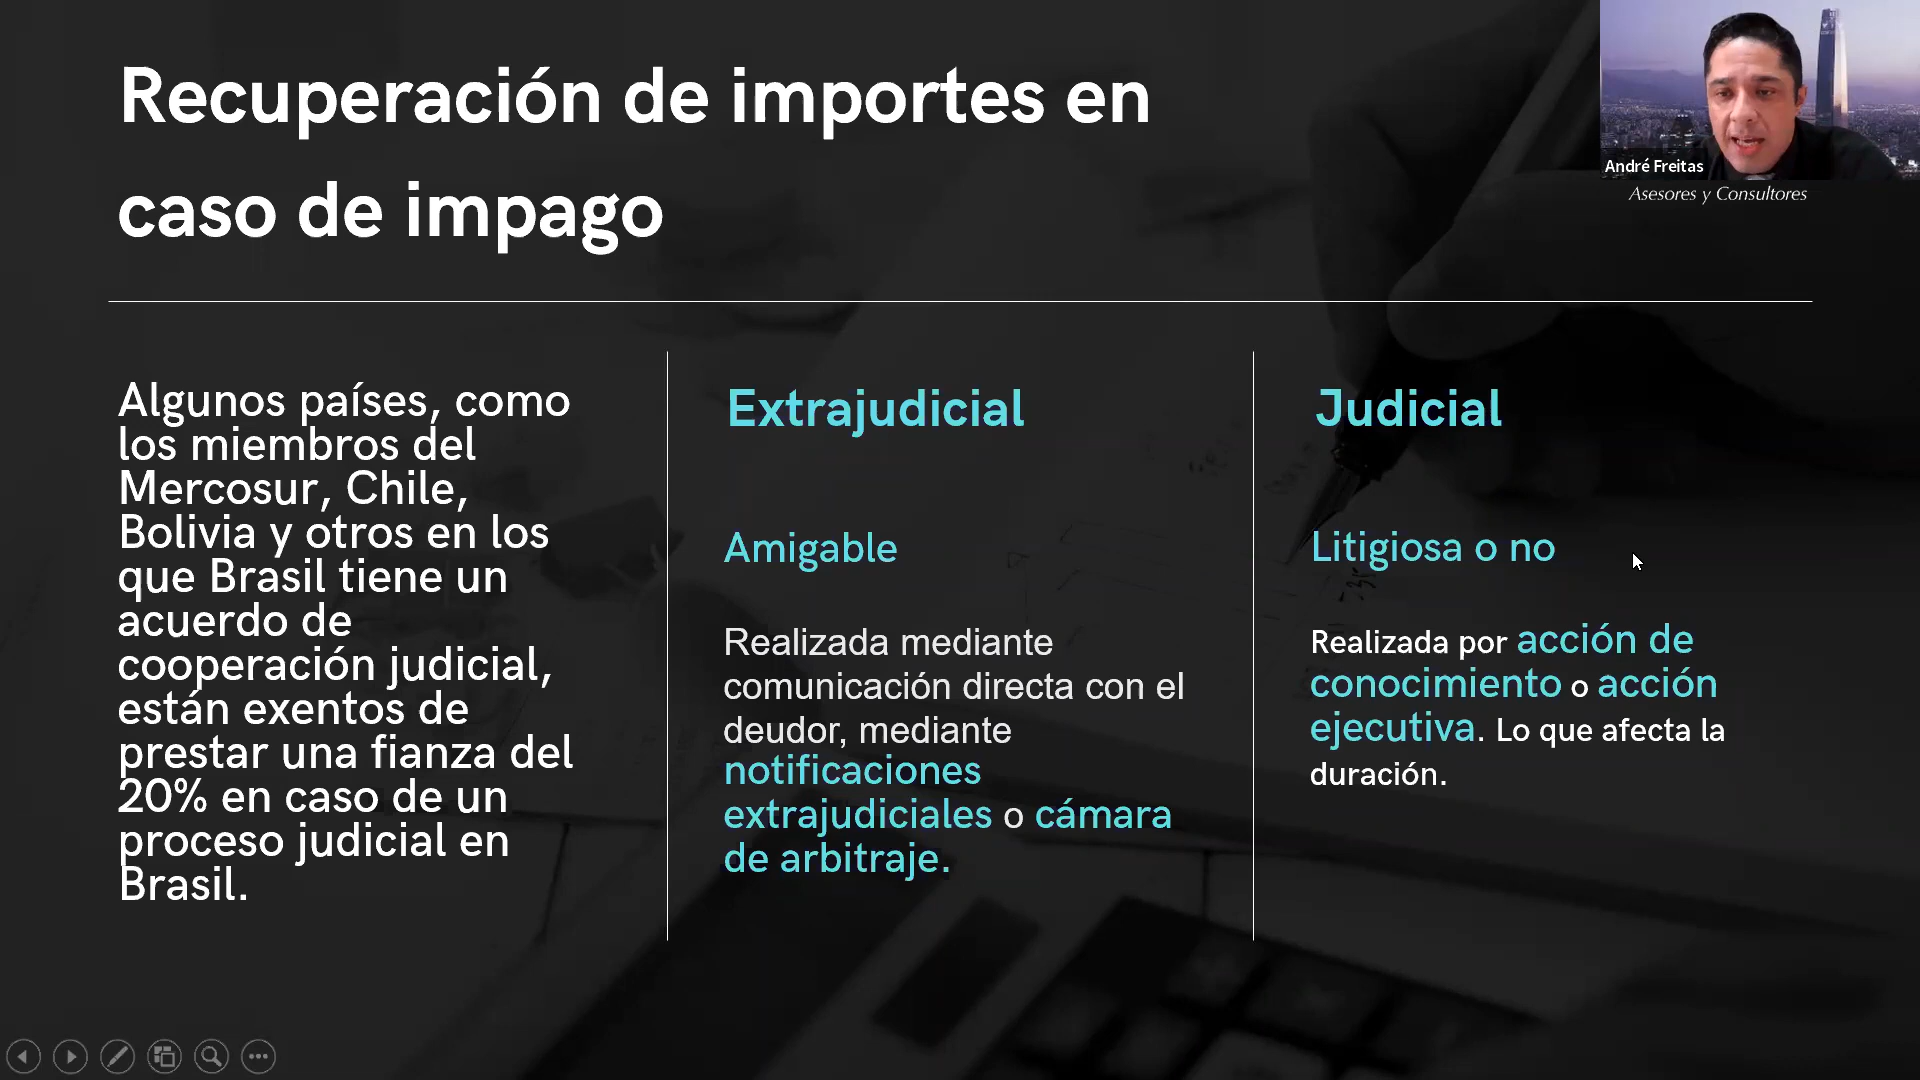 Recuperación de importes en
caso de impago
André Freitas
Asesores y Consultores
Algunos países, como
los miembros del
Mercosur, Chile,
Bolivia y otros en los
que Brasil tiene un
acuerdo de
cooperación judicial,
están exentos de
prestar una fianza del
20% en caso de un
proceso judicial en
Brasil.
Extrajudicial
Amigable
Realizada mediante
comunicación directa con el
deudor, mediante
notificaciones
extrajudiciales o cámara
de arbitraje.
Judicial
Litigiosa o no
Realizada por acción de
conocimiento o acción
ejecutiva. Lo que afecta la
duración.